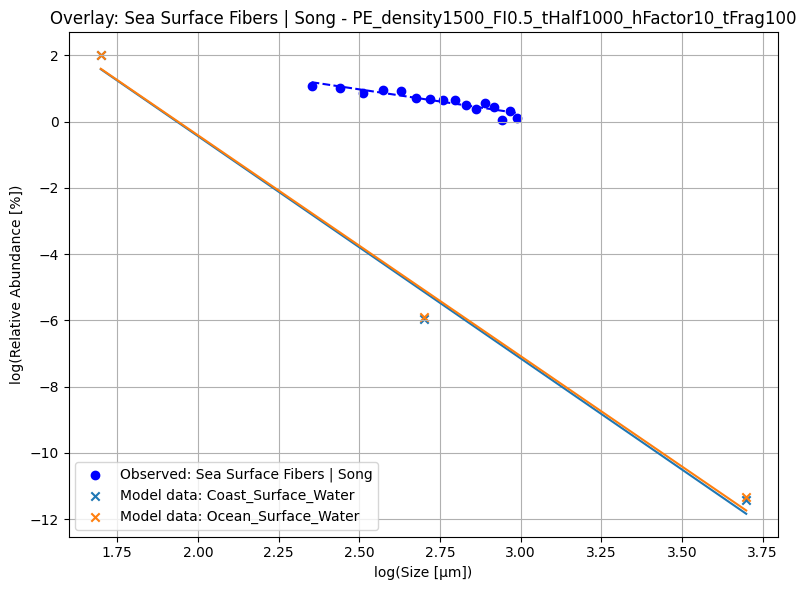 Overlay: Sea Surface Fibers | Song - PE_density1500_FI0.5_tHalf1000_hFactor10_tFrag100
log(Relative Abundance [%])
2
0
−2
−4
−6
−8
−10
−12
Observed: Sea Surface Fibers | Song
Model data: Coast_Surface_Water
Model data: Ocean_Surface_Water
1.75 2.00 2.25 2.50 2.75 3.00 3.25 3.50 3.75
log(Size [µm])